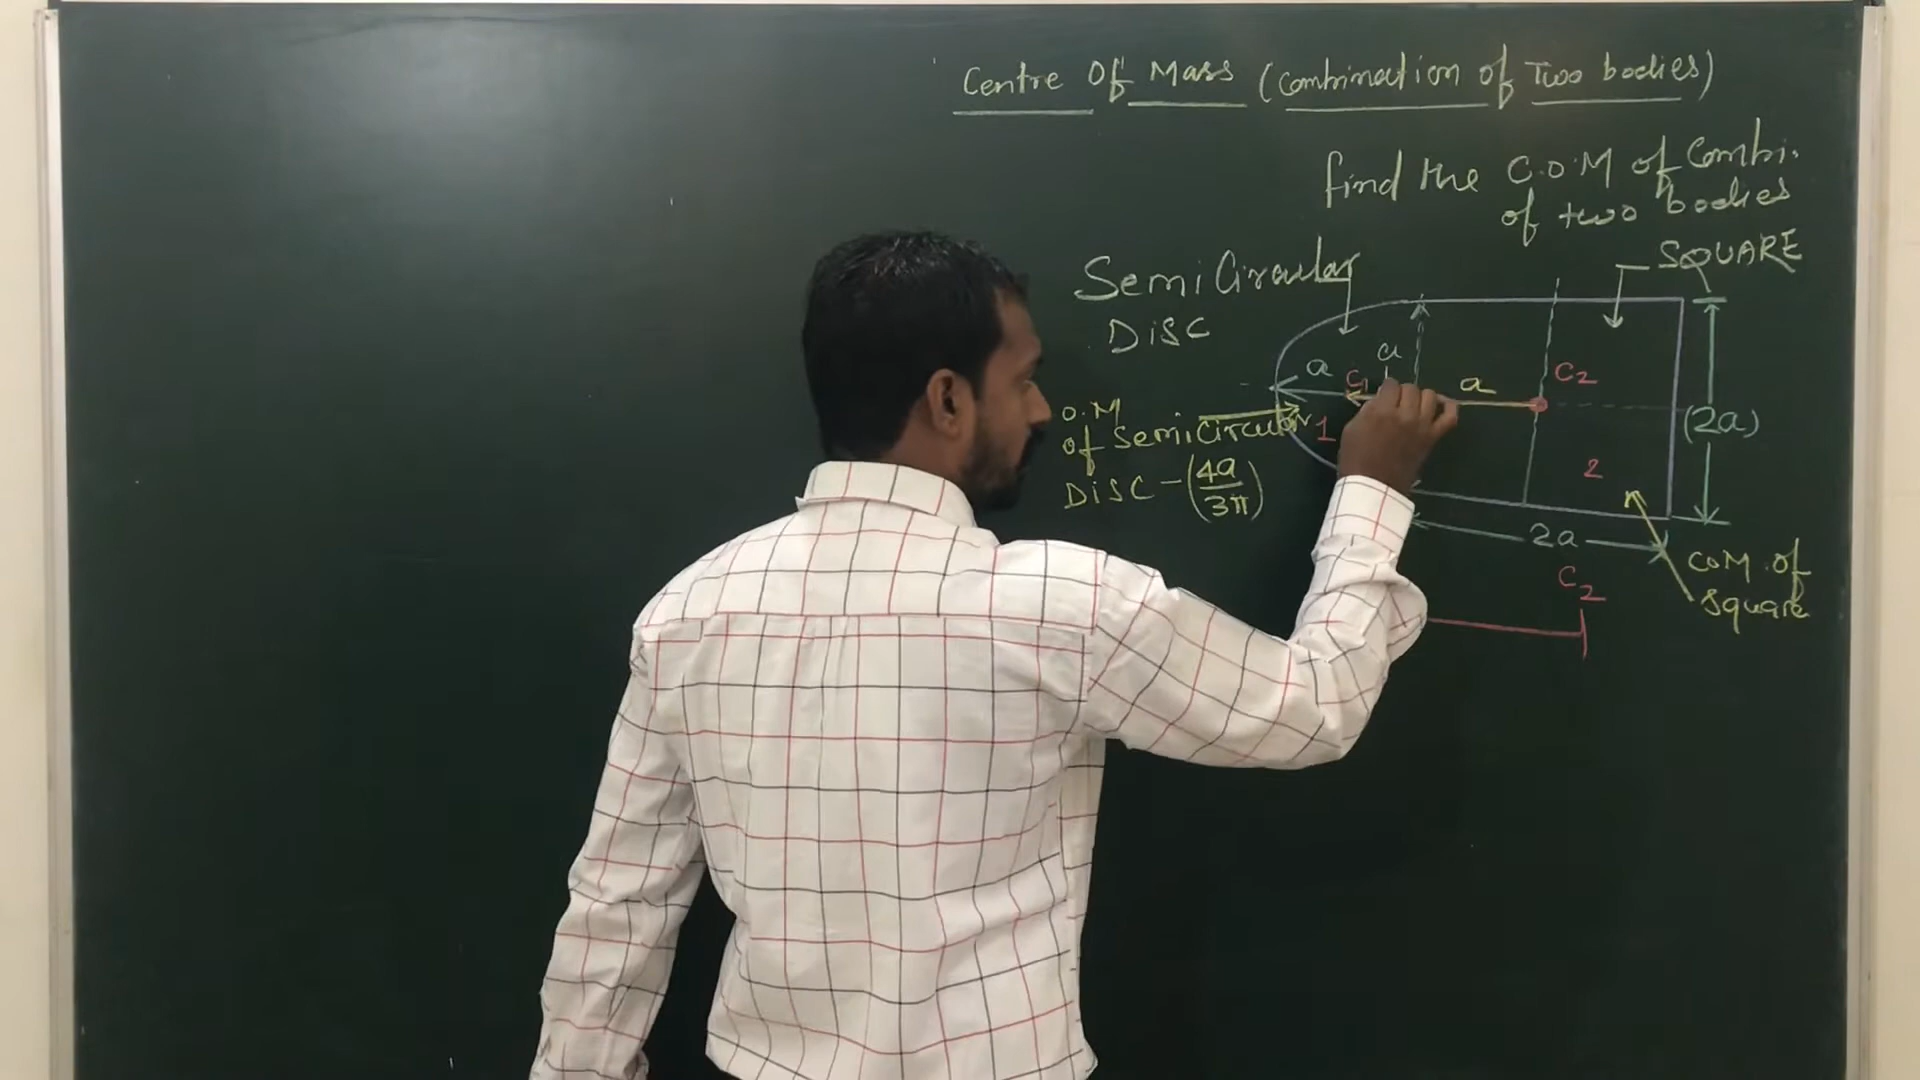 Centre Of Mass (Combination of Two bodies)
find the C.O.M of Combi.
of two bodies
SQUARE
Semi Circular
DiSC
a
a
C1
a
C2
O.M
of Semicircular
DiSC - (4a/3π)
1
(2a)
2
2a
C2
COM of
Square